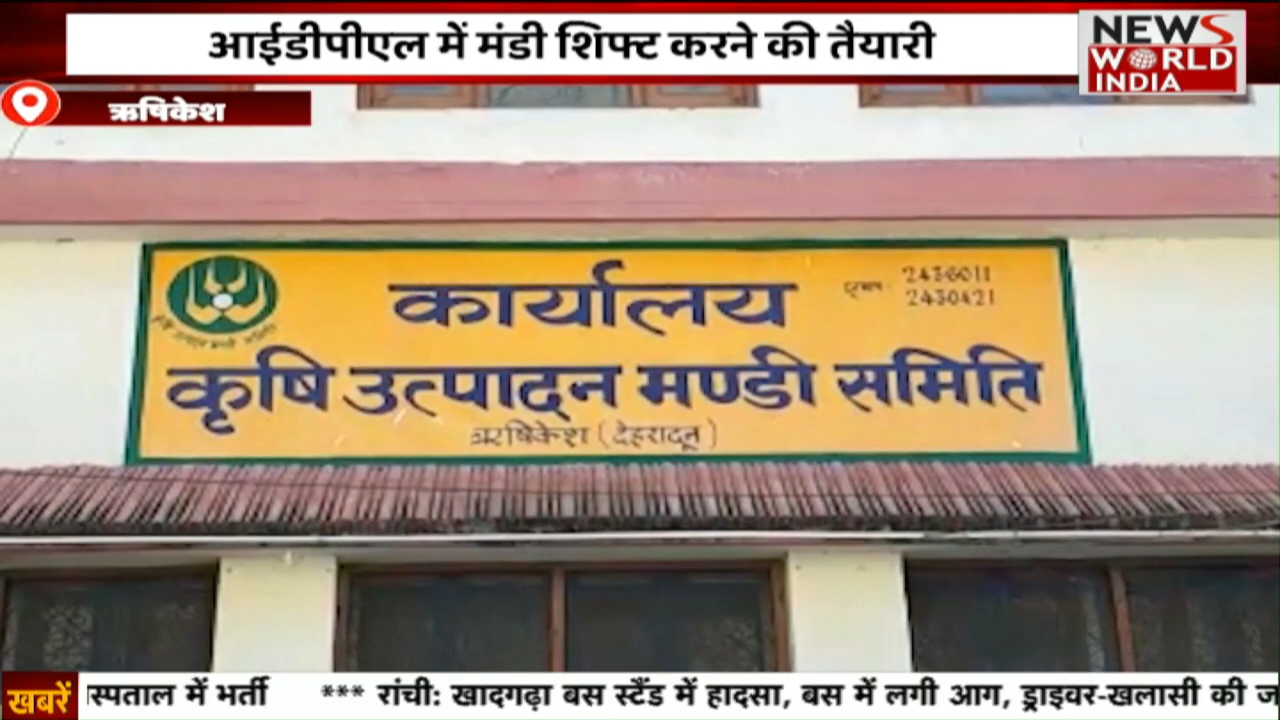 आईडीपीएल में मंडी शिफ्ट करने की तैयारी
NEWS
WORLD
INDIA
ऋषिकेश
कार्यालय
2436011
2430421
कृषि उत्पादन मण्डी समिति
ऋषिकेश (देहरादून)
खबरें
स्पताल में भर्ती *** रांची: खादगढ़ा बस स्टैंड में हादसा, बस में लगी आग, ड्राइवर-खलासी की